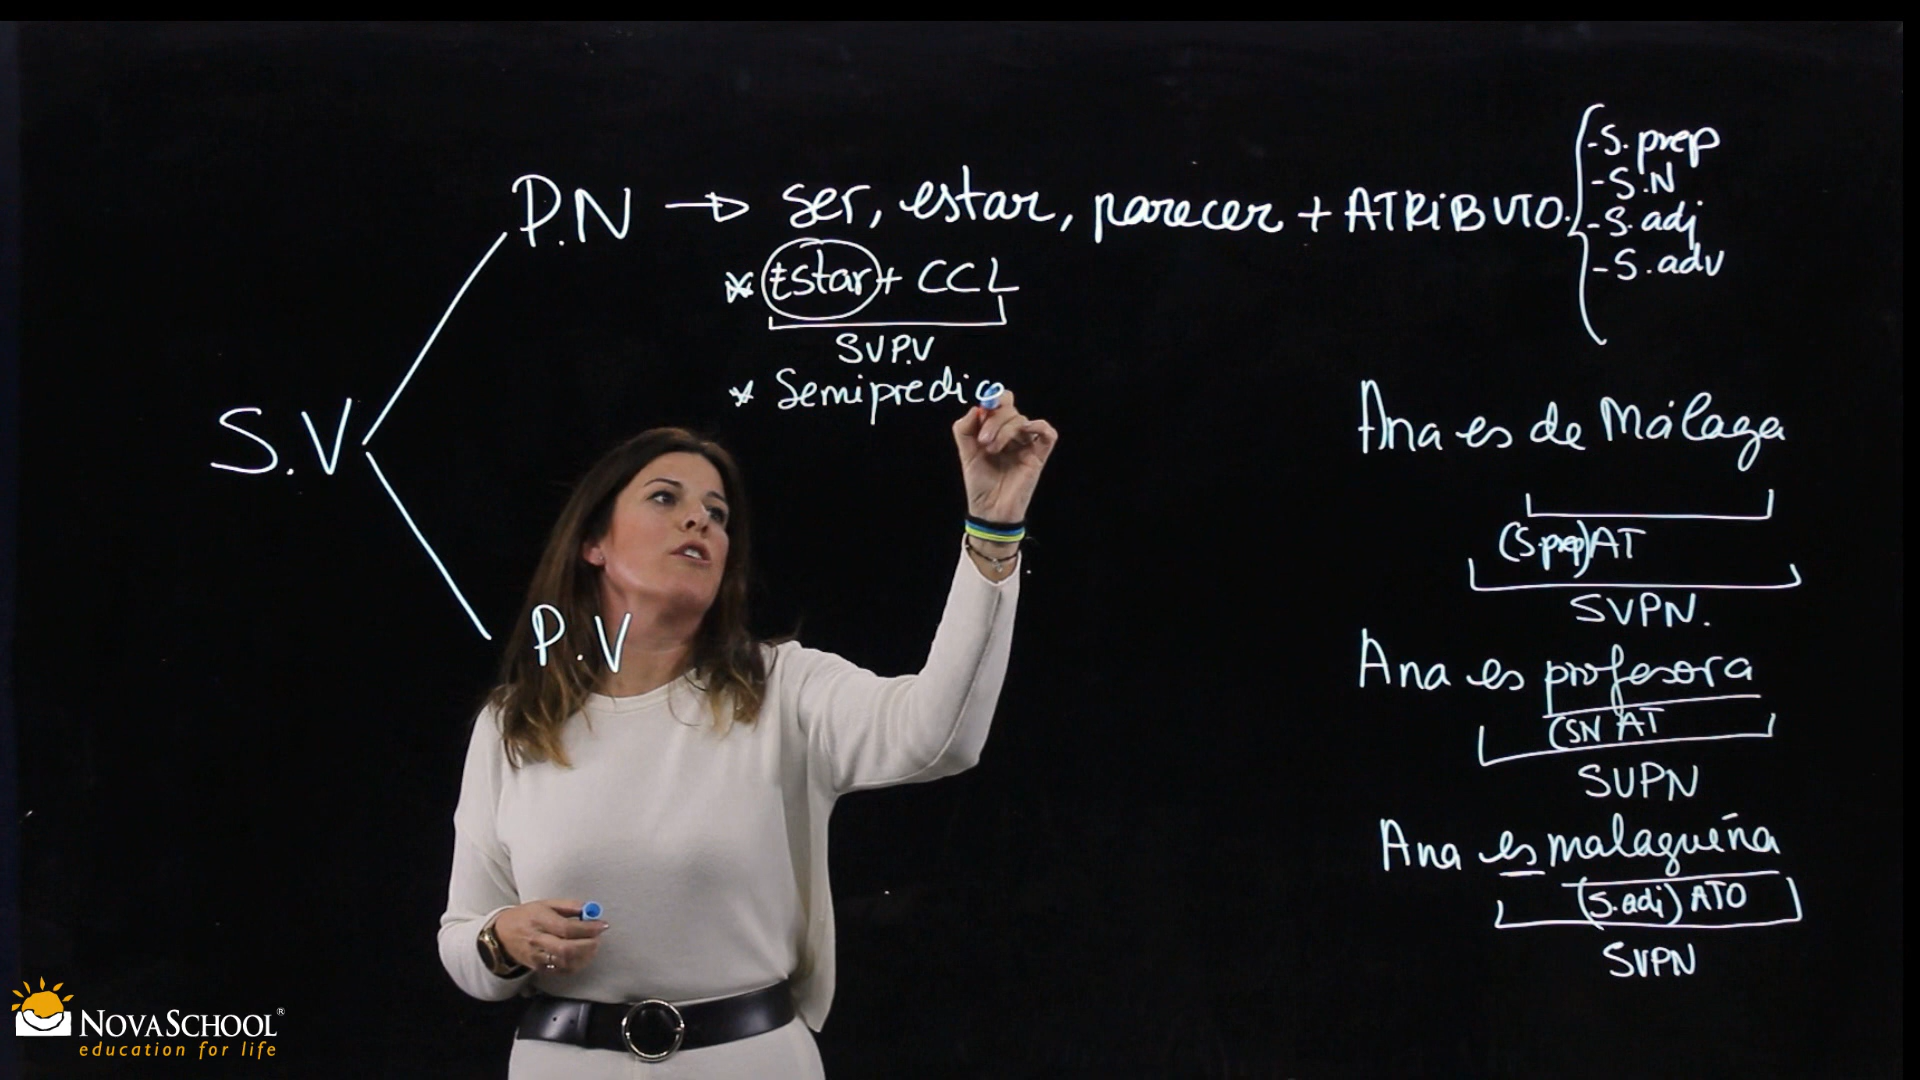 P.N → ser, estar, parecer + ATRIBUTO.
- S. prep
- S.N
- S. adj
- S. adv
* Estar + CCL
SVP.V
* Semipredic
S.V
P.V
Ana es de Málaga
(S.prep) AT
SVPN.
Ana es profesora
(SN AT
SVPN
Ana es malagueña
(S.adj) ATO
SVPN
NOVASCHOOL®
education for life